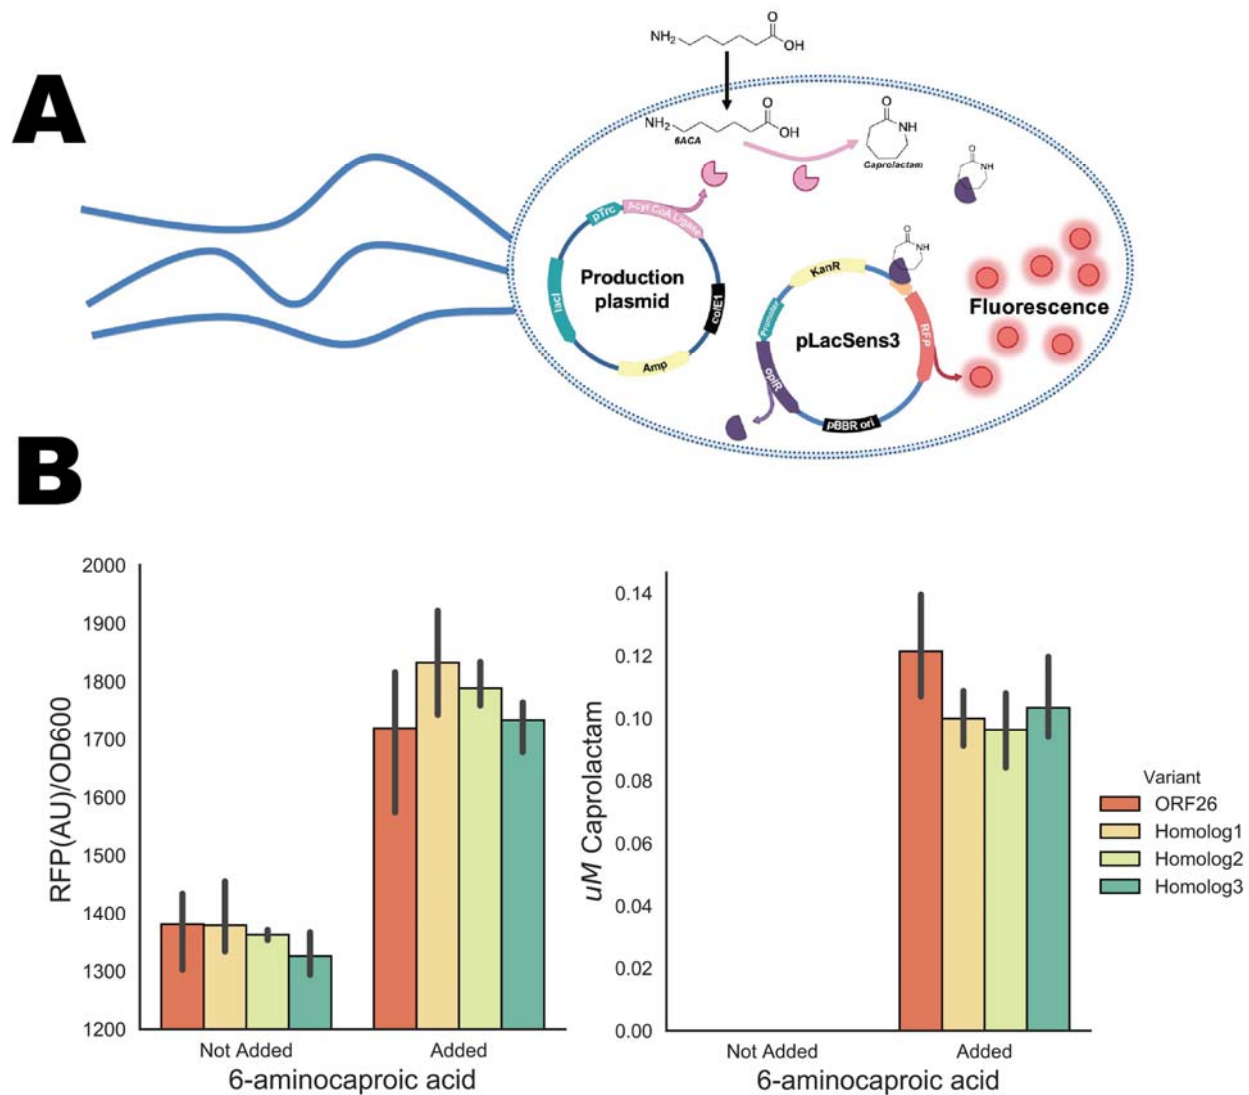 A
NH₂
O
OH
NH₂
O
OH
6ACA
O
NH
Caprolactam
O
NH
pTrc
Acyl CoA Ligase
lacI
Production
plasmid
colE1
Amp
O
NH
KanR
Promoter
pLacSens3
RFP
oplR
pBBR ori
Fluorescence
B
RFP(AU)/OD600
2000
1900
1800
1700
1600
1500
1400
1300
1200
Not Added
Added
6-aminocaproic acid
uM Caprolactam
0.14
0.12
0.10
0.08
0.06
0.04
0.02
0.00
Not Added
Added
6-aminocaproic acid
Variant
ORF26
Homolog1
Homolog2
Homolog3